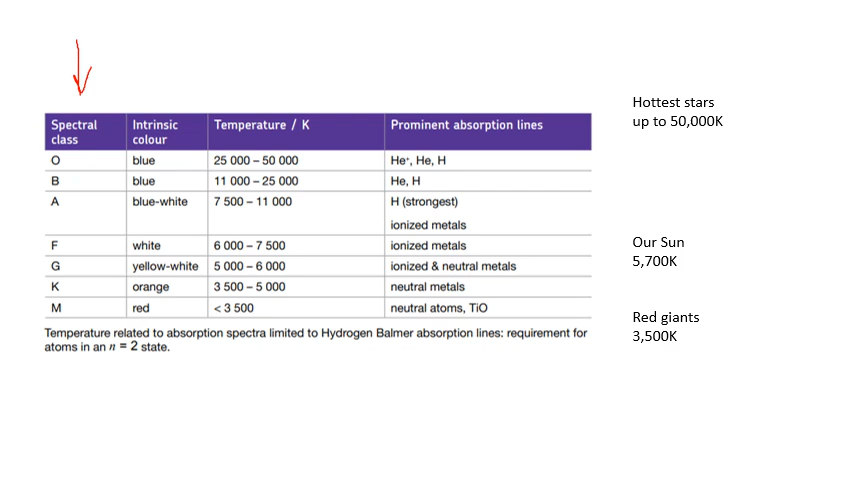 Hottest stars
up to 50,000K
Spectral class	Intrinsic colour	Temperature / K	Prominent absorption lines
O	blue	25 000 – 50 000	He⁺, He, H
B	blue	11 000 – 25 000	He, H
A	blue-white	7 500 – 11 000	H (strongest)
ionized metals
F	white	6 000 – 7 500	ionized metals
G	yellow-white	5 000 – 6 000	ionized & neutral metals
K	orange	3 500 – 5 000	neutral metals
M	red	< 3 500	neutral atoms, TiO
Our Sun
5,700K
Red giants
3,500K
Temperature related to absorption spectra limited to Hydrogen Balmer absorption lines: requirement for
atoms in an n = 2 state.